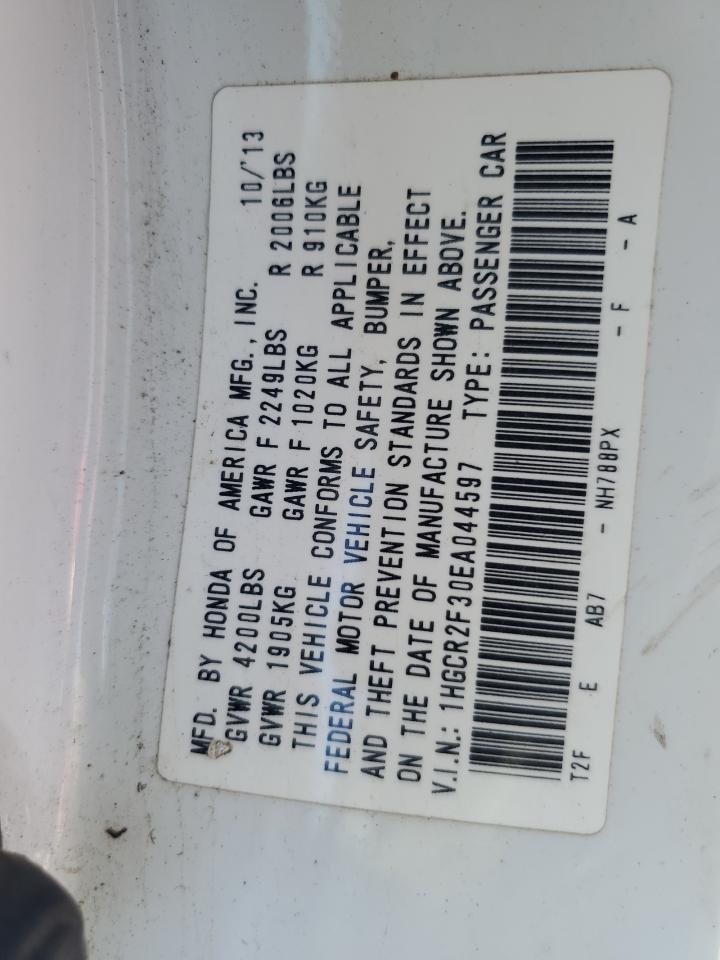 MFD. BY HONDA OF AMERICA MFG., INC. 10/'13
GVWR 4200LBS GAWR F 2249LBS R 2006LBS
GVWR 1905KG GAWR F 1020KG R 910KG
THIS VEHICLE CONFORMS TO ALL APPLICABLE
FEDERAL MOTOR VEHICLE SAFETY, BUMPER,
AND THEFT PREVENTION STANDARDS IN EFFECT
ON THE DATE OF MANUFACTURE SHOWN ABOVE.
V.I.N.: 1HGCR2F30EA044597 TYPE: PASSENGER CAR
T2F E AB7 - NH788PX - F - A